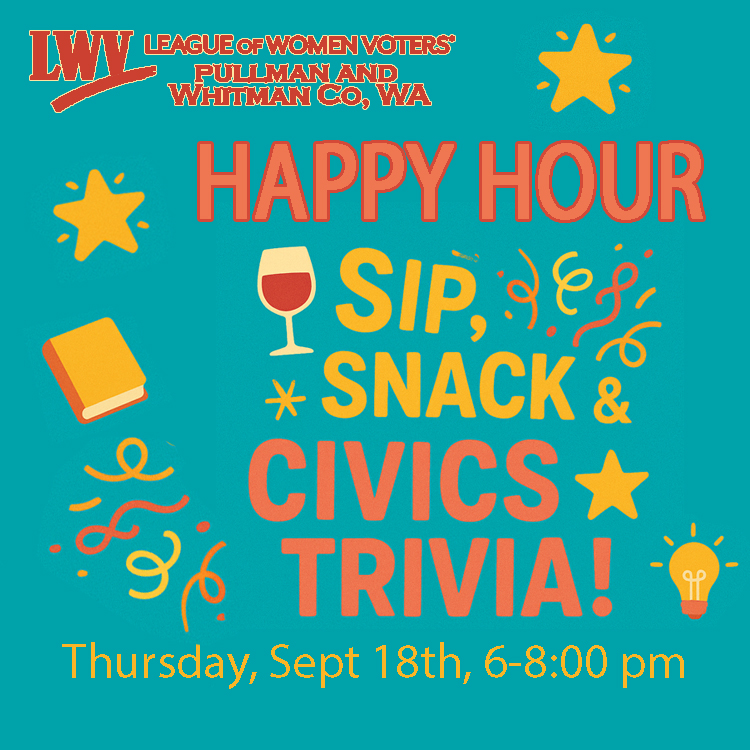 LWV LEAGUE OF WOMEN VOTERS®
PULLMAN AND
WHITMAN CO, WA
HAPPY HOUR
SIP,
SNACK &
CIVICS
TRIVIA!
Thursday, Sept 18th, 6-8:00 pm